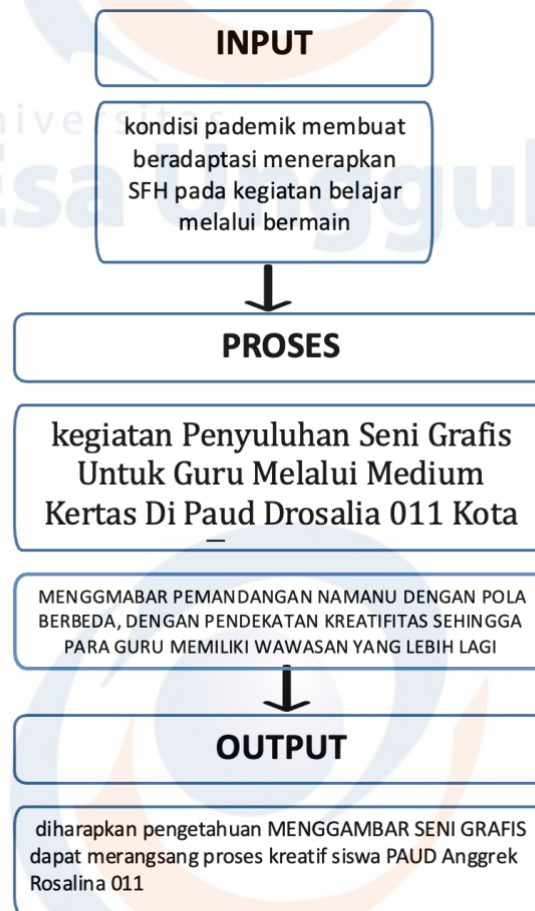 INPUT
Universitas
Esa Unggul
kondisi pademik membuat
beradaptasi menerapkan
SFH pada kegiatan belajar
melalui bermain
PROSES
kegiatan Penyuluhan Seni Grafis
Untuk Guru Melalui Medium
Kertas Di Paud Drosalia 011 Kota
MENGGMABAR PEMANDANGAN NAMANU DENGAN POLA
BERBEDA, DENGAN PENDEKATAN KREATIFITAS SEHINGGA
PARA GURU MEMILIKI WAWASAN YANG LEBIH LAGI
OUTPUT
diharapkan pengetahuan MENGGAMBAR SENI GRAFIS
dapat merangsang proses kreatif siswa PAUD Anggrek
Rosalina 011